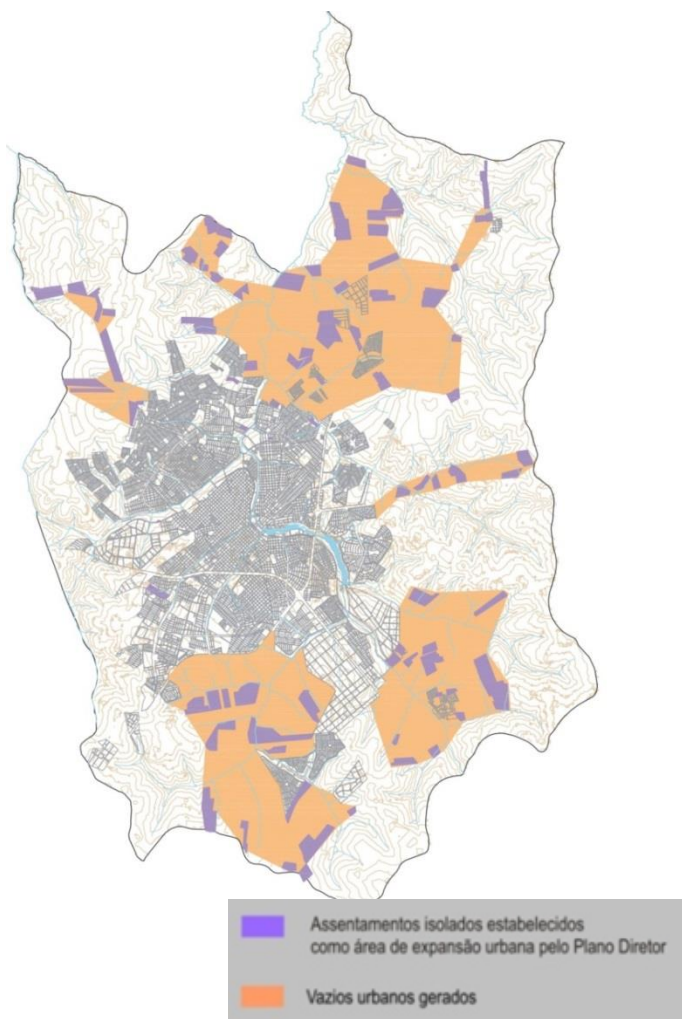 Assentamentos isolados estabelecidos
como área de expansão urbana pelo Plano Diretor
Vazios urbanos gerados